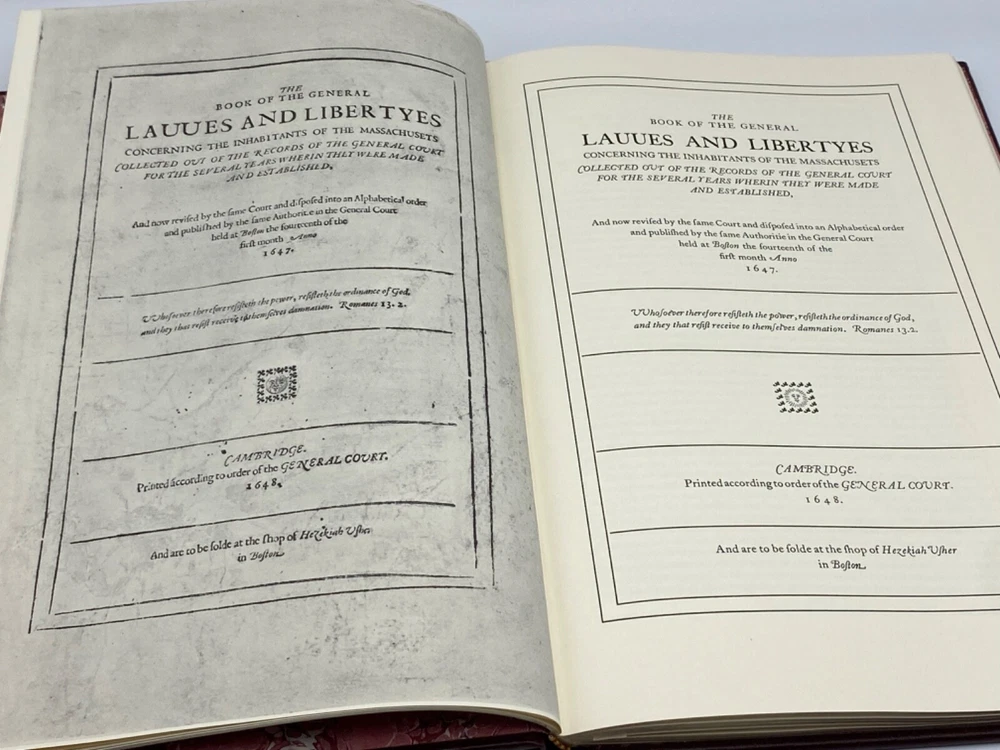 THE
BOOK OF THE GENERAL
LAUUES AND LIBERTYES
CONCERNING THE INHABITANTS OF THE MASSACHUSETS
COLLECTED OUT OF THE RECORDS OF THE GENERAL COURT
FOR THE SEVERAL YEARS WHERIN THEY WERE MADE
AND ESTABLISHED,
And now reviſed by the ſame Court and diſpoſed into an Alphabetical order
and publiſhed by the ſame Authoritie in the General Court
held at Boſton the fourteenth of the
firſt month Anno
1647.
VVhoſoever therefore reſiſteth the power, reſiſteth the ordinance of God,
and they that reſiſt receive to themſelves damnation. Romanes 13.2.
CAMBRIDGE.
Printed according to order of the GENERAL COURT.
1648.
And are to be ſolde at the ſhop of Hezekiah Uſher
in Boſton
THE
BOOK OF THE GENERAL
LAUUES AND LIBERTYES
CONCERNING THE INHABITANTS OF THE MASSACHUSETS
COLLECTED OUT OF THE RECORDS OF THE GENERAL COURT
FOR THE SEVERAL YEARS WHERIN THEY WERE MADE
AND ESTABLISHED,
And now reviſed by the ſame Court and diſpoſed into an Alphabetical order
and publiſhed by the ſame Authoritie in the General Court
held at Boſton the fourteenth of the
firſt month Anno
1647.
VVhoſoever therefore reſiſteth the power, reſiſteth the ordinance of God,
and they that reſiſt receive to themſelves damnation. Romanes 13.2.
CAMBRIDGE.
Printed according to order of the GENERAL COURT.
1648.
And are to be ſolde at the ſhop of Hezekiah Uſher
in Boſton